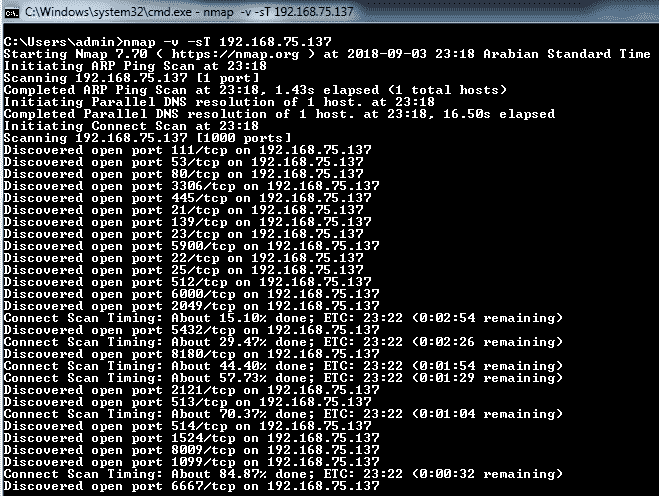 C:\Windows\system32\cmd.exe - nmap -v -sT 192.168.75.137
C:\Users\admin>nmap -v -sT 192.168.75.137
Starting Nmap 7.70 ( https://nmap.org ) at 2018-09-03 23:18 Arabian Standard Time
Initiating ARP Ping Scan at 23:18
Scanning 192.168.75.137 [1 port]
Completed ARP Ping Scan at 23:18, 1.43s elapsed (1 total hosts)
Initiating Parallel DNS resolution of 1 host. at 23:18
Completed Parallel DNS resolution of 1 host. at 23:18, 16.50s elapsed
Initiating Connect Scan at 23:18
Scanning 192.168.75.137 [1000 ports]
Discovered open port 111/tcp on 192.168.75.137
Discovered open port 53/tcp on 192.168.75.137
Discovered open port 80/tcp on 192.168.75.137
Discovered open port 3306/tcp on 192.168.75.137
Discovered open port 445/tcp on 192.168.75.137
Discovered open port 21/tcp on 192.168.75.137
Discovered open port 139/tcp on 192.168.75.137
Discovered open port 23/tcp on 192.168.75.137
Discovered open port 5900/tcp on 192.168.75.137
Discovered open port 22/tcp on 192.168.75.137
Discovered open port 25/tcp on 192.168.75.137
Discovered open port 512/tcp on 192.168.75.137
Discovered open port 6000/tcp on 192.168.75.137
Discovered open port 2049/tcp on 192.168.75.137
Connect Scan Timing: About 15.10% done; ETC: 23:22 (0:02:54 remaining)
Discovered open port 5432/tcp on 192.168.75.137
Connect Scan Timing: About 29.47% done; ETC: 23:22 (0:02:26 remaining)
Discovered open port 8180/tcp on 192.168.75.137
Connect Scan Timing: About 44.40% done; ETC: 23:22 (0:01:54 remaining)
Connect Scan Timing: About 57.73% done; ETC: 23:22 (0:01:29 remaining)
Discovered open port 2121/tcp on 192.168.75.137
Discovered open port 513/tcp on 192.168.75.137
Connect Scan Timing: About 70.37% done; ETC: 23:22 (0:01:04 remaining)
Discovered open port 514/tcp on 192.168.75.137
Discovered open port 1524/tcp on 192.168.75.137
Discovered open port 8009/tcp on 192.168.75.137
Discovered open port 1099/tcp on 192.168.75.137
Connect Scan Timing: About 84.87% done; ETC: 23:22 (0:00:32 remaining)
Discovered open port 6667/tcp on 192.168.75.137